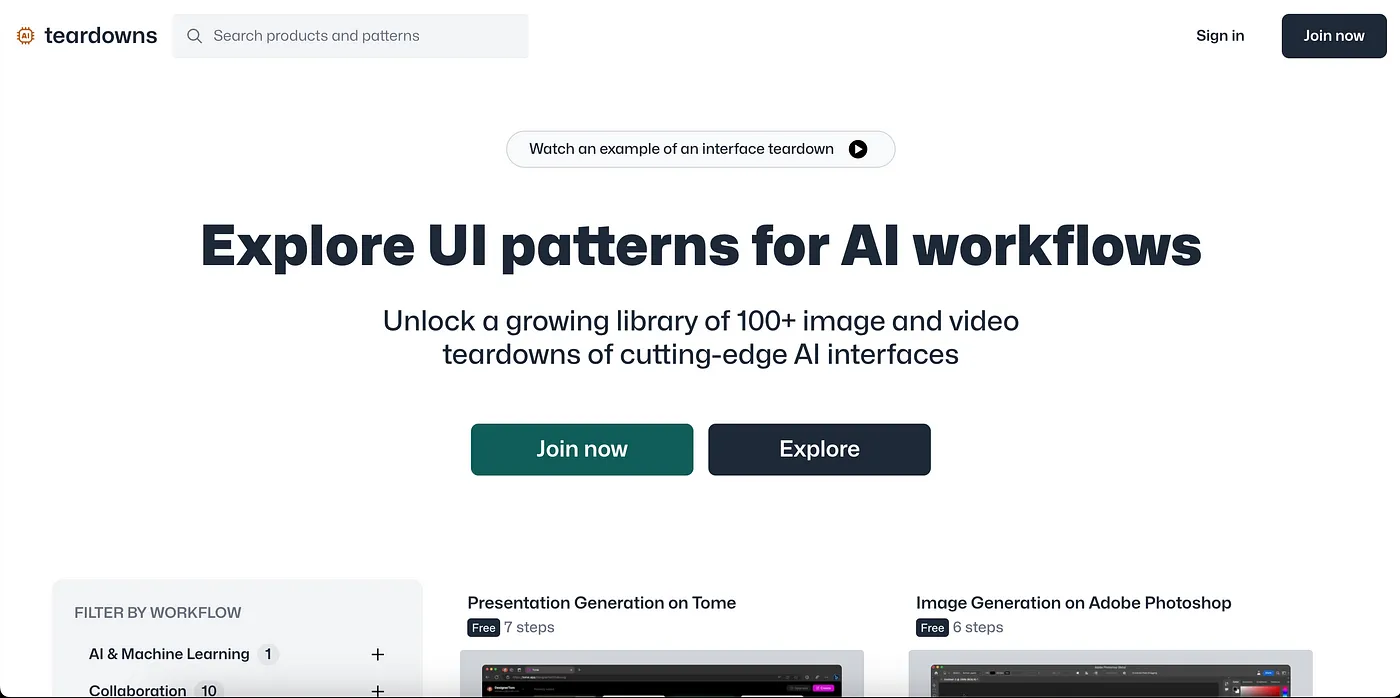 AI teardowns
Search products and patterns
Sign in
Join now
Watch an example of an interface teardown
Explore UI patterns for AI workflows
Unlock a growing library of 100+ image and video
teardowns of cutting-edge AI interfaces
Join now
Explore
FILTER BY WORKFLOW
AI & Machine Learning 1
Collaboration 10
Presentation Generation on Tome
Free 7 steps
Image Generation on Adobe Photoshop
Free 6 steps